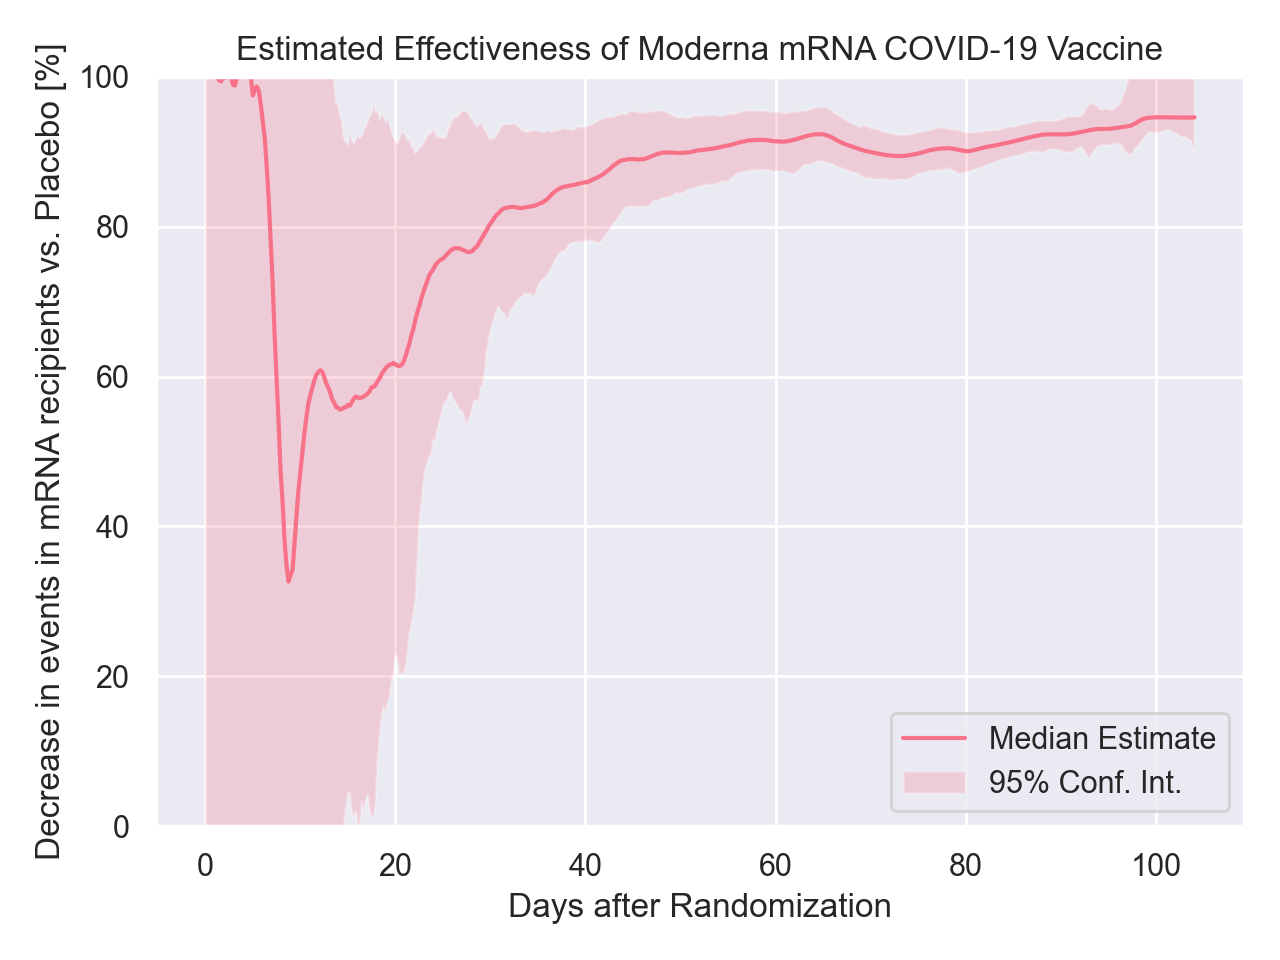 Estimated Effectiveness of Moderna mRNA COVID-19 Vaccine
Decrease in events in mRNA recipients vs. Placebo [%]
100
80
60
40
20
0
Median Estimate
95% Conf. Int.
0 20 40 60 80 100
Days after Randomization